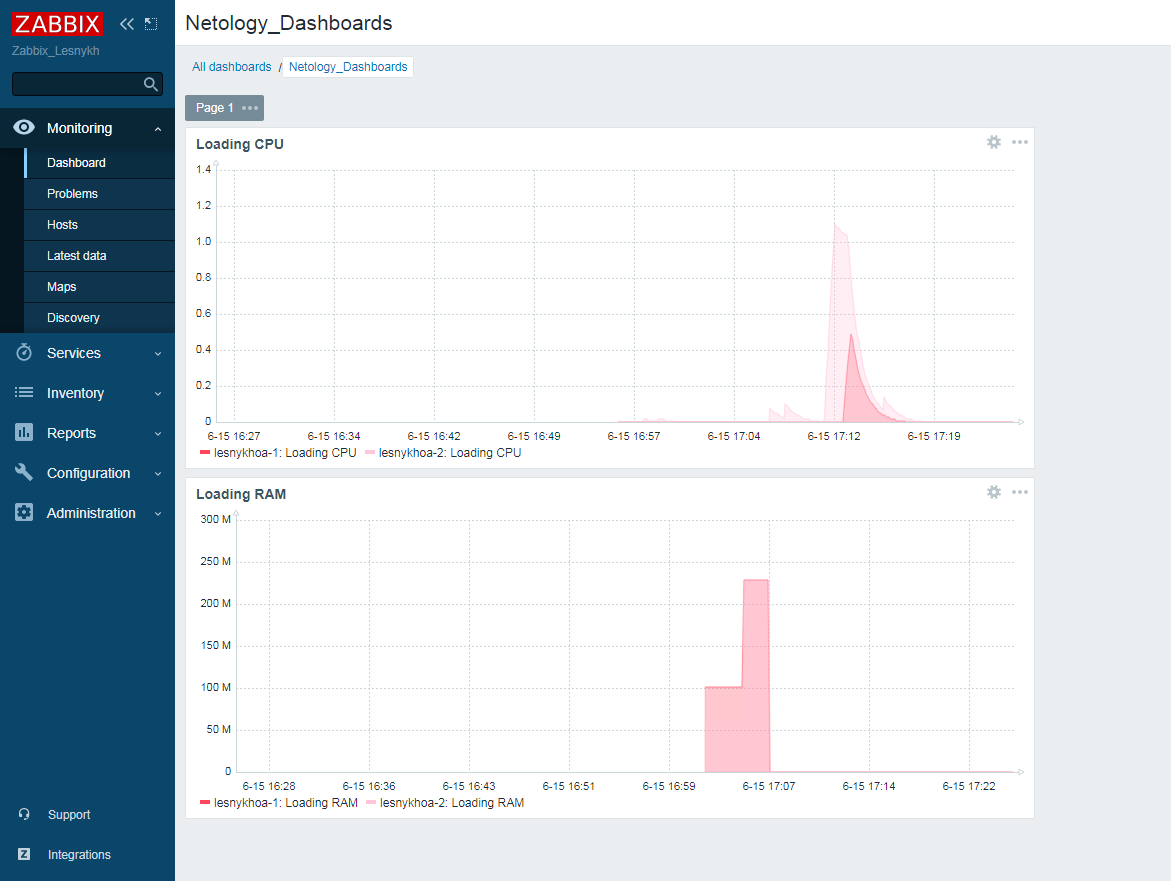 ZABBIX
Zabbix_Lesnykh
Monitoring
Dashboard
Problems
Hosts
Latest data
Maps
Discovery
Services
Inventory
Reports
Configuration
Administration
Support
Z Integrations
Netology_Dashboards
All dashboards / Netology_Dashboards
Page 1
Loading CPU
1.4
1.2
1.0
0.8
0.6
0.4
0.2
0
6-15 16:27 6-15 16:34 6-15 16:42 6-15 16:49 6-15 16:57 6-15 17:04 6-15 17:12 6-15 17:19
lesnykhoa-1: Loading CPU lesnykhoa-2: Loading CPU
Loading RAM
300 M
250 M
200 M
150 M
100 M
50 M
0
6-15 16:28 6-15 16:36 6-15 16:43 6-15 16:51 6-15 16:59 6-15 17:07 6-15 17:14 6-15 17:22
lesnykhoa-1: Loading RAM lesnykhoa-2: Loading RAM